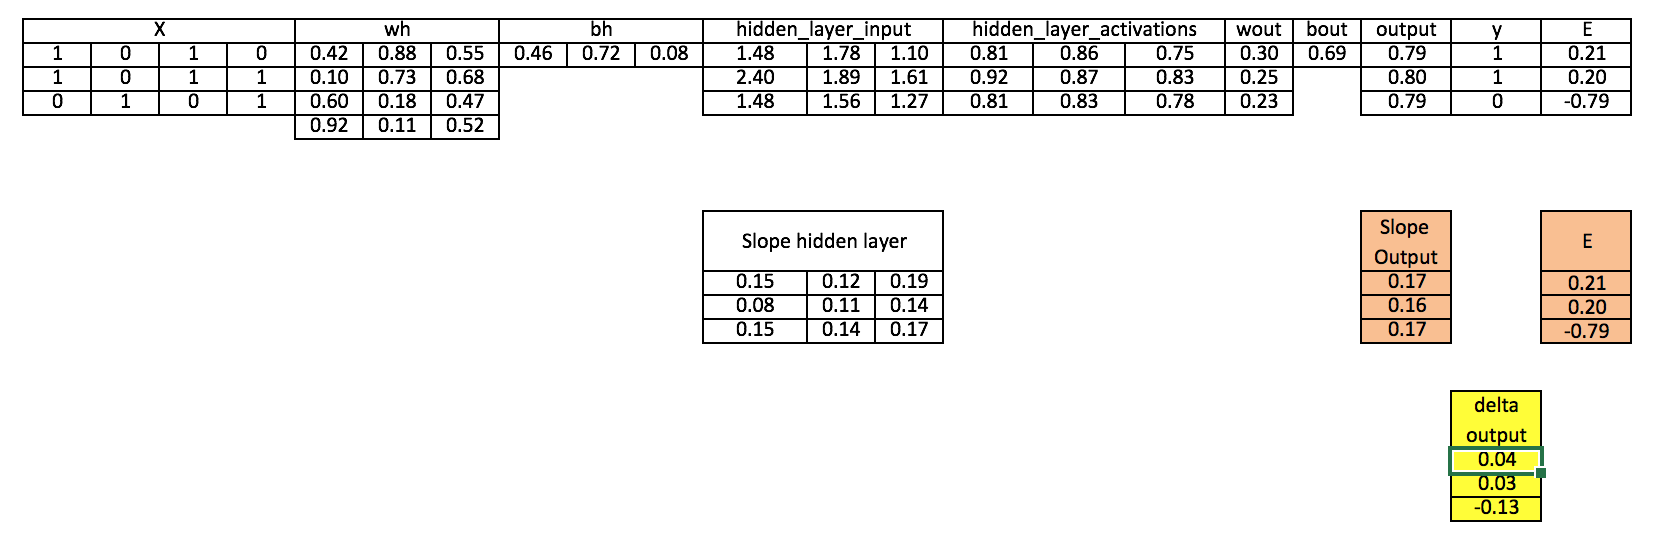 X wh bh hidden_layer_input hidden_layer_activations wout bout output y E
1 0 1 0 0.42 0.88 0.55 0.46 0.72 0.08 1.48 1.78 1.10 0.81 0.86 0.75 0.30 0.69 0.79 1 0.21
1 0 1 1 0.10 0.73 0.68 2.40 1.89 1.61 0.92 0.87 0.83 0.25 0.80 1 0.20
0 1 0 1 0.60 0.18 0.47 1.48 1.56 1.27 0.81 0.83 0.78 0.23 0.79 0 -0.79
0.92 0.11 0.52
Slope hidden layer
0.15 0.12 0.19
0.08 0.11 0.14
0.15 0.14 0.17
Slope
Output
0.17
0.16
0.17
E
0.21
0.20
-0.79
delta
output
0.04
0.03
-0.13